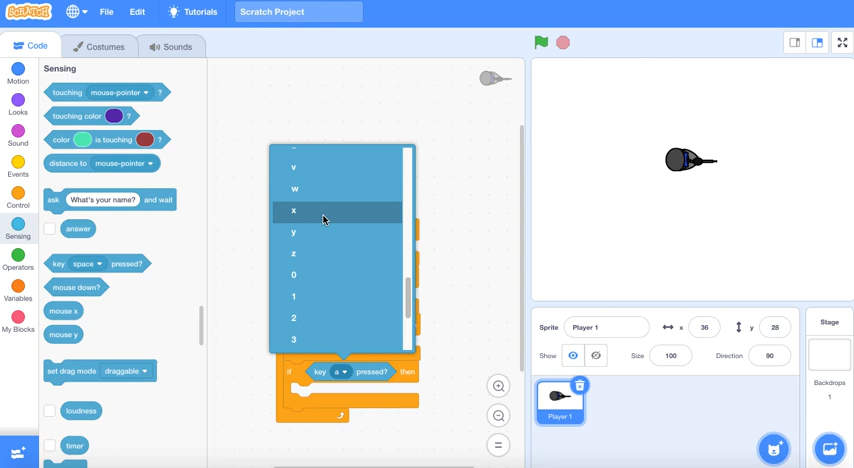 SCRATCH
File
Edit
Tutorials
Scratch Project
Code
Costumes
Sounds
Motion
Looks
Sound
Events
Control
Sensing
Operators
Variables
My Blocks
Sensing
touching mouse-pointer ?
touching color ?
color is touching ?
distance to mouse-pointer
ask What's your name? and wait
answer
key space pressed?
mouse down?
mouse x
mouse y
set drag mode draggable
loudness
timer
v
w
x
y
z
0
1
2
3
if key a pressed? then
Sprite Player 1 x 36 y 28
Show Size 100 Direction 90
Player 1
Stage
Backdrops
1